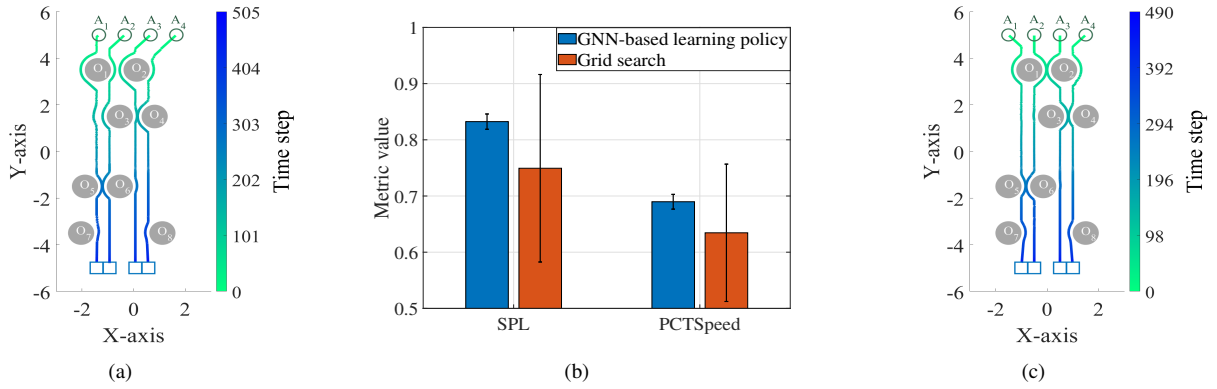 A1 A2 A3 A4
O1 O2
O3 O4
O5 O6
O7 O8
6
4
2
0
-2
-4
-6
-2 0 2
X-axis
Y-axis
505
404
303
202
101
0
Time step
(a)
GNN-based learning policy
Grid search
1
0.9
0.8
0.7
0.6
0.5
Metric value
SPL PCTSpeed
(b)
A1 A2 A3 A4
O1 O2
O3 O4
O5 O6
O7 O8
6
4
2
0
-2
-4
-6
-2 0 2
X-axis
Y-axis
490
392
294
196
98
0
Time step
(c)